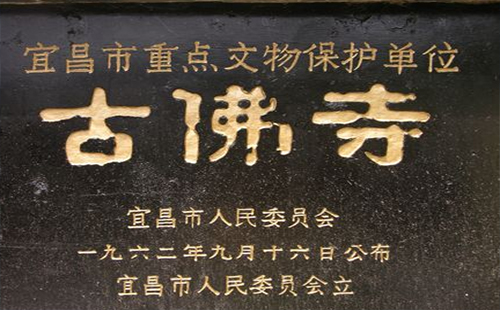 宜昌市重点文物保护单位
古佛寺
宜昌市人民委员会
一九六二年九月十六日公布
宜昌市人民委员会立